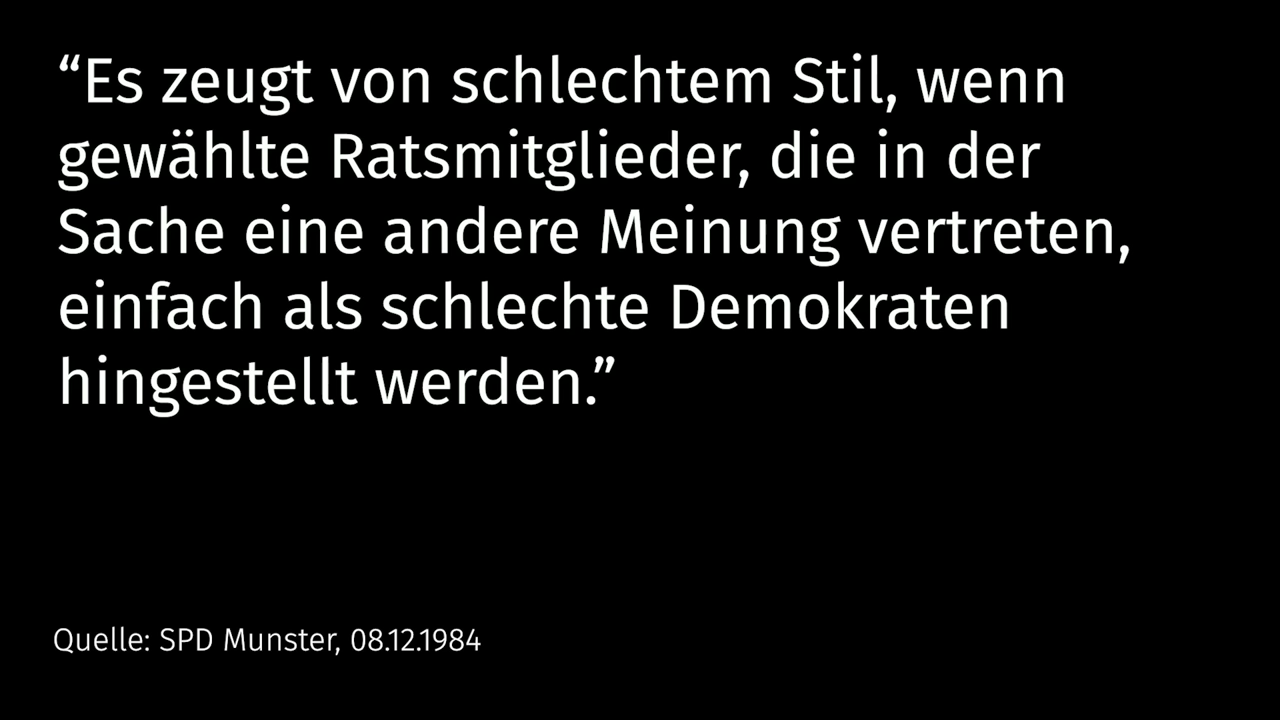 “Es zeugt von schlechtem Stil, wenn
gewählte Ratsmitglieder, die in der
Sache eine andere Meinung vertreten,
einfach als schlechte Demokraten
hingestellt werden.”
Quelle: SPD Munster, 08.12.1984